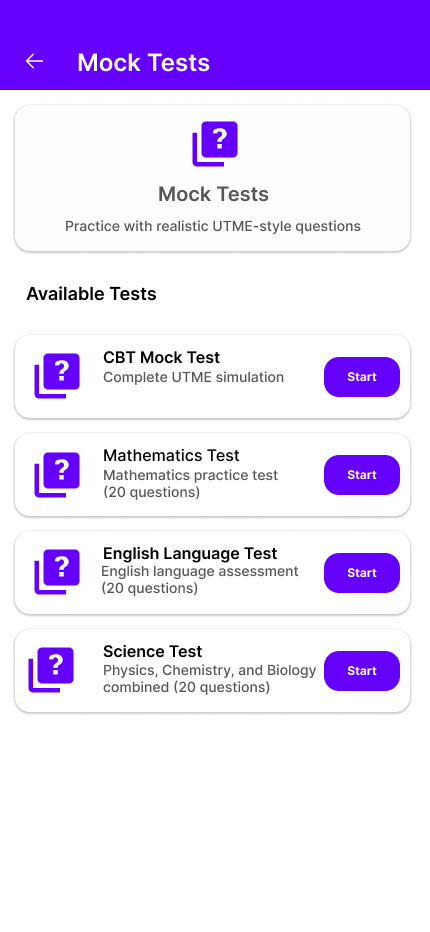 Mock Tests
Mock Tests
Practice with realistic UTME-style questions
Available Tests
CBT Mock Test
Complete UTME simulation
Start
Mathematics Test
Mathematics practice test
(20 questions)
Start
English Language Test
English language assessment
(20 questions)
Start
Science Test
Physics, Chemistry, and Biology
combined (20 questions)
Start